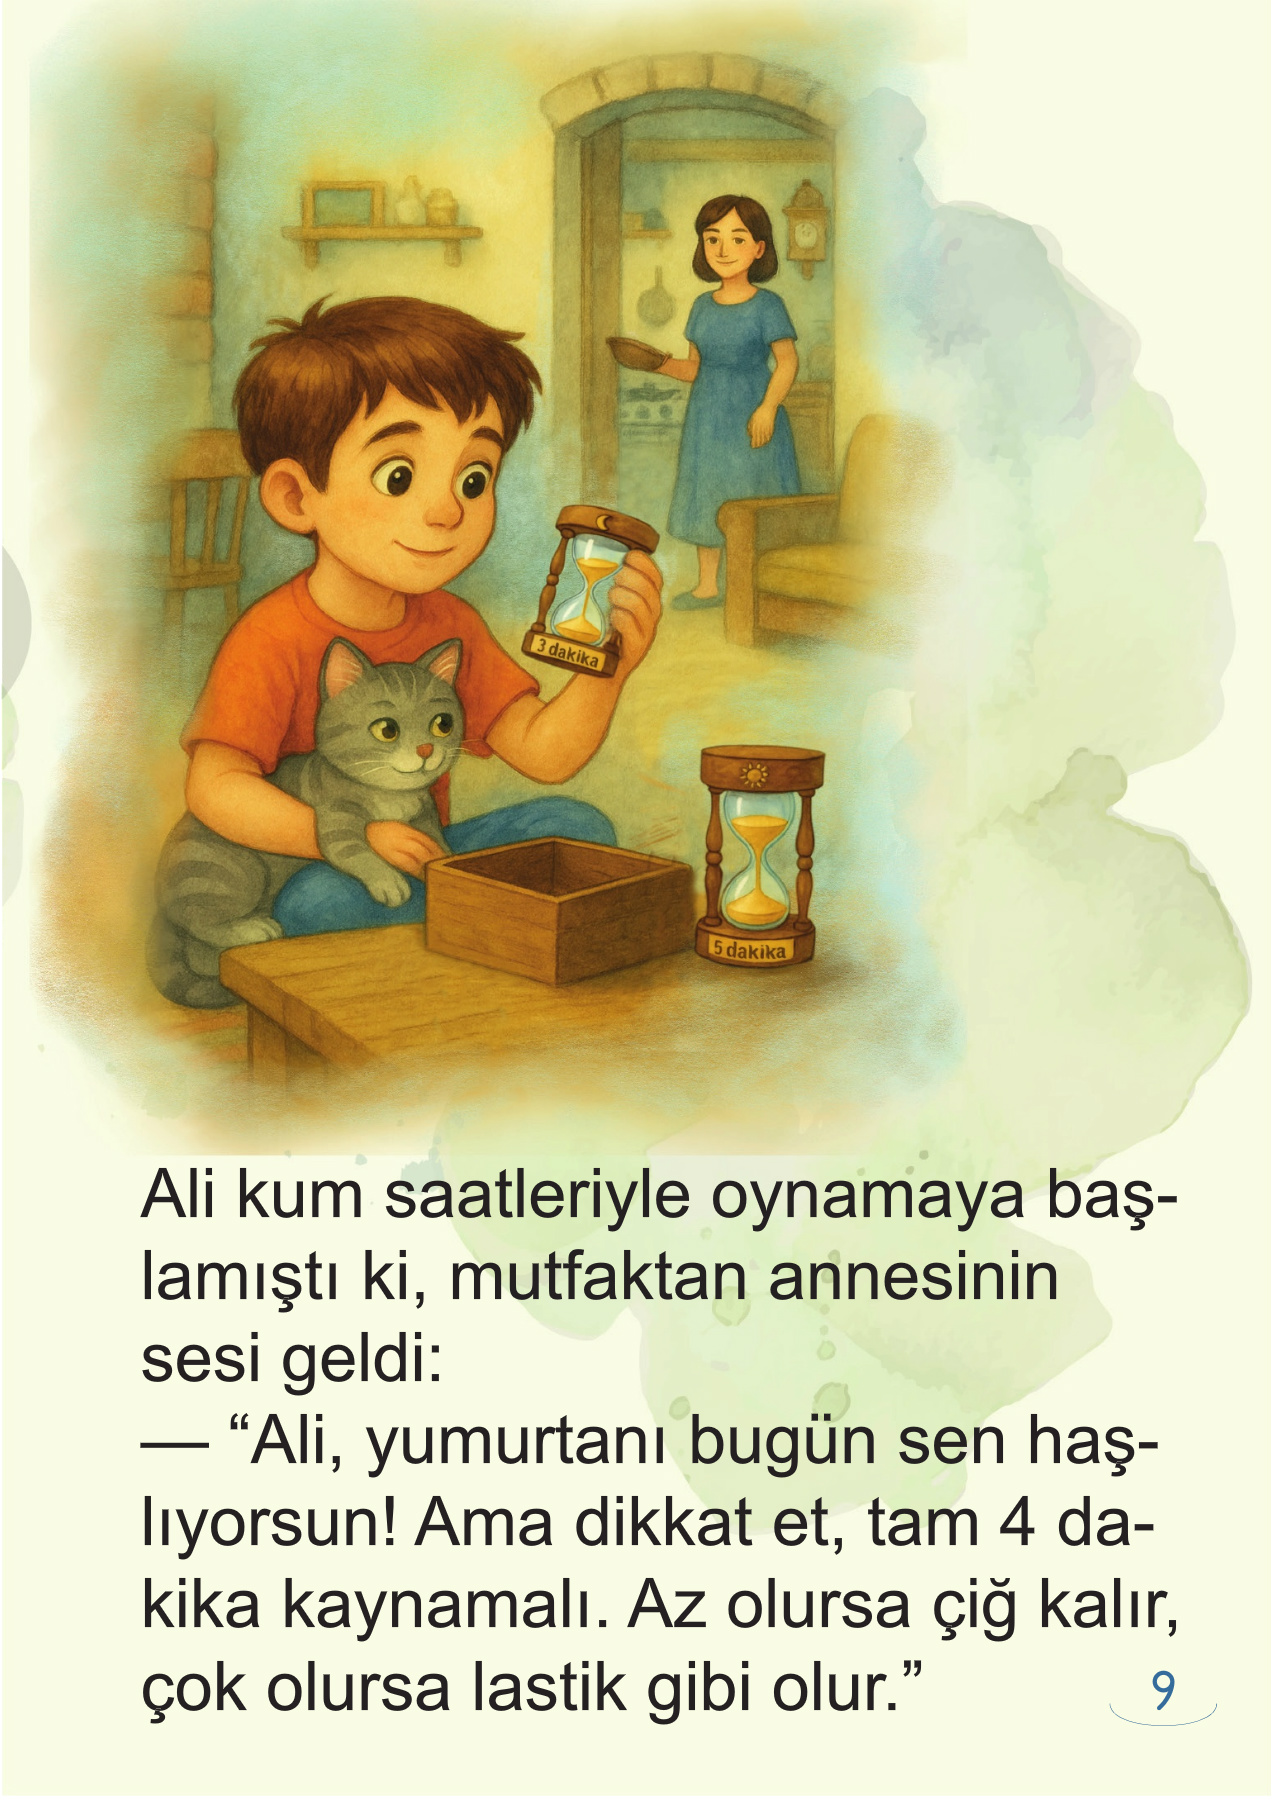 3 dakika
5 dakika
Ali kum saatleriyle oynamaya baş-
lamıştı ki, mutfaktan annesinin
sesi geldi:
— “Ali, yumurtanı bugün sen haş-
lıyorsun! Ama dikkat et, tam 4 da-
kika kaynamalı. Az olursa çiğ kalır,
çok olursa lastik gibi olur.”
9